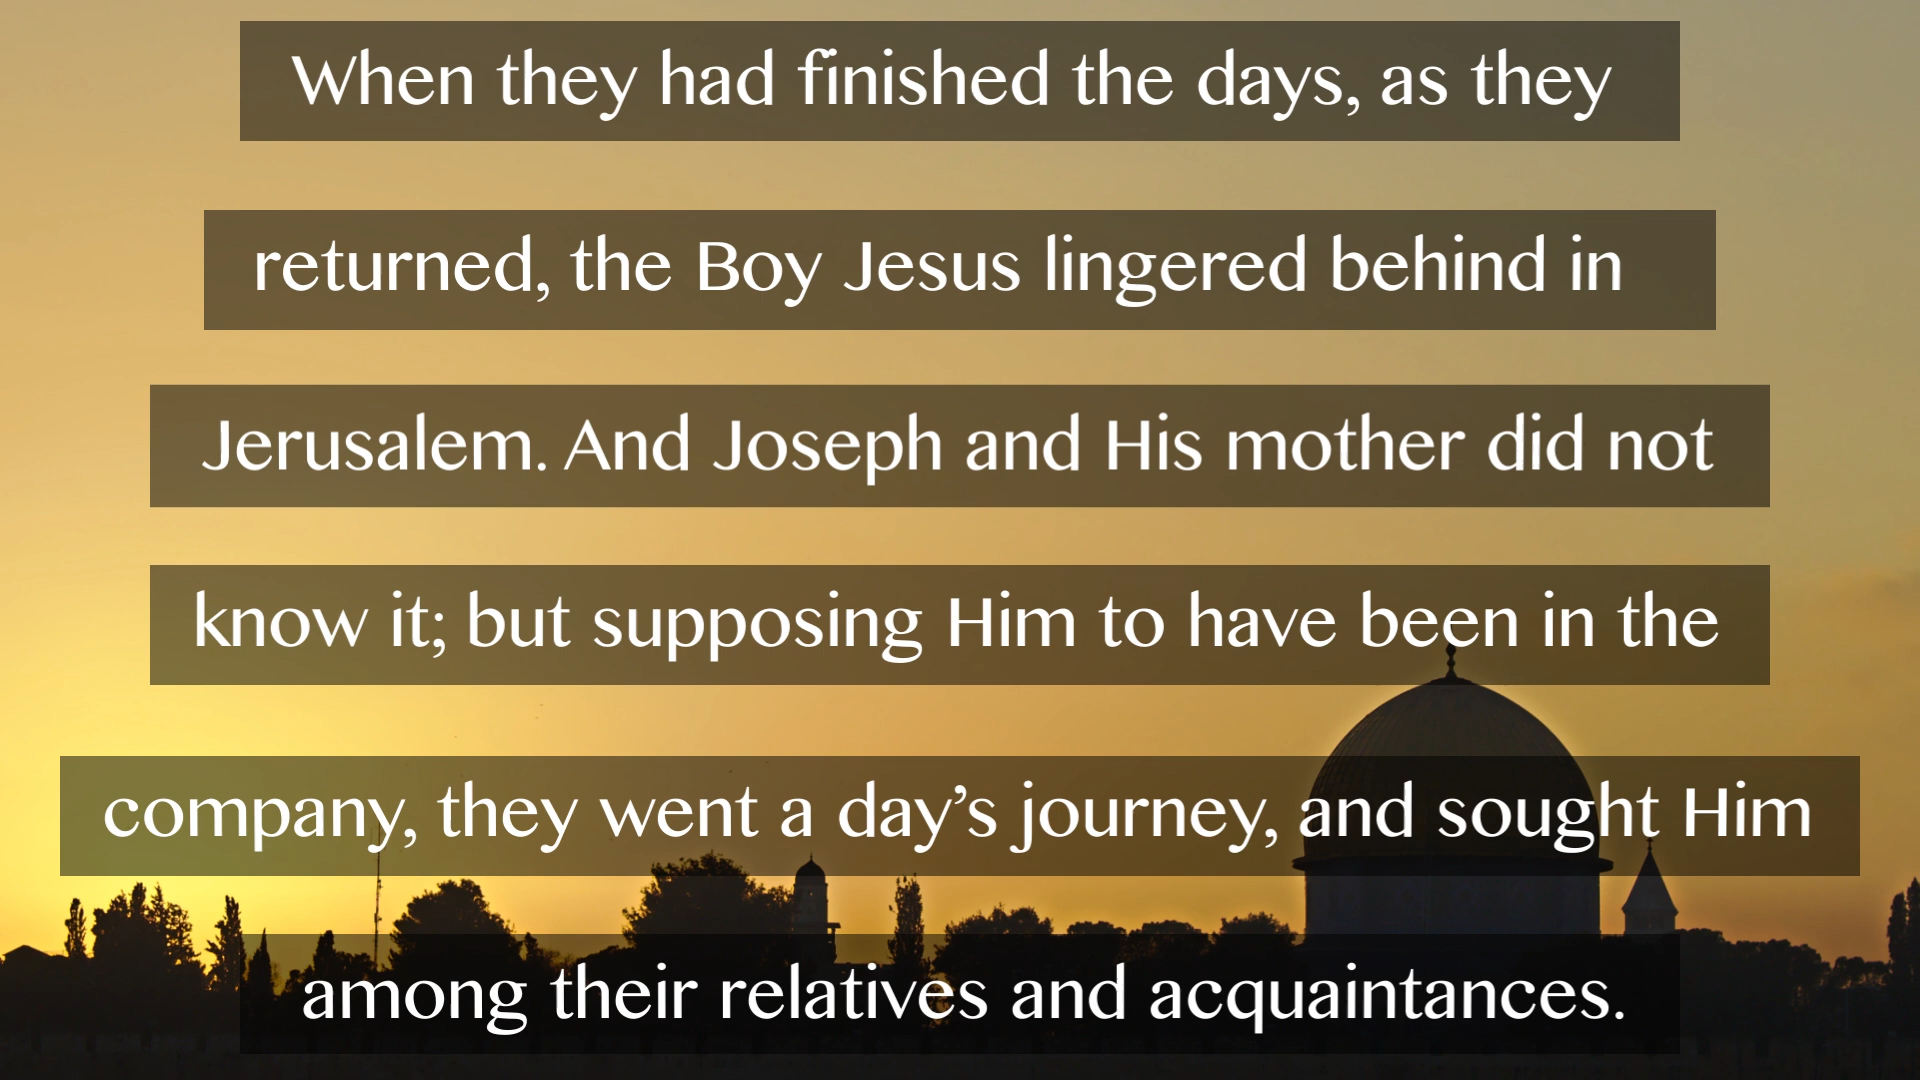 When they had finished the days, as they
returned, the Boy Jesus lingered behind in
Jerusalem. And Joseph and His mother did not
know it; but supposing Him to have been in the
company, they went a day’s journey, and sought Him
among their relatives and acquaintances.